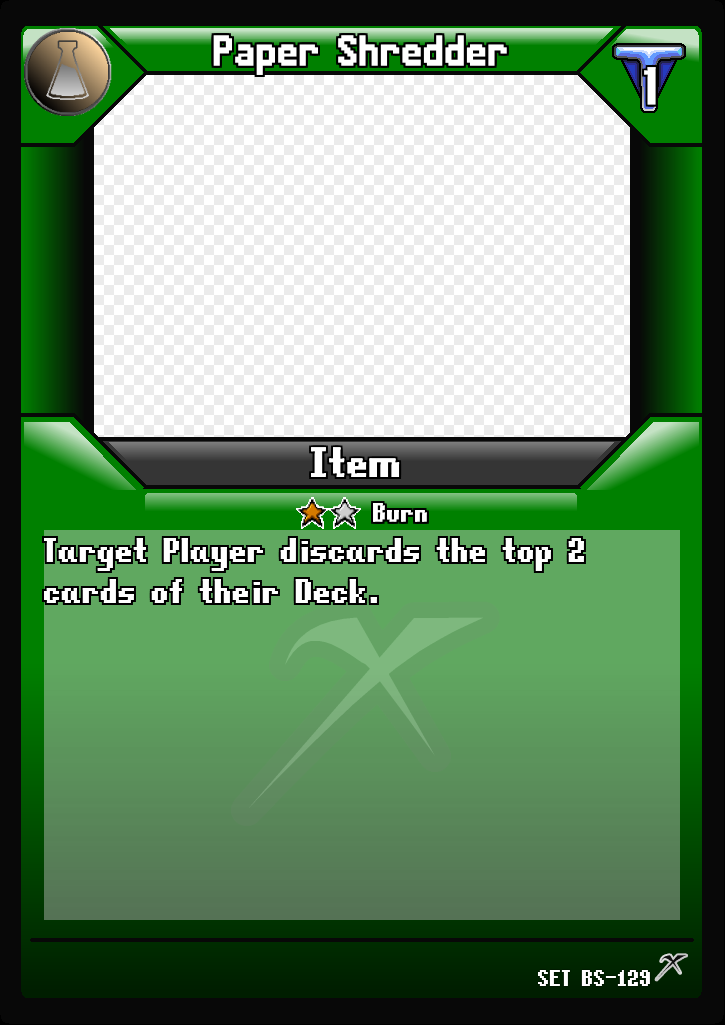 Paper Shredder
1
Item
Burn
Target Player discards the top 2
cards of their Deck.
SET BS-129